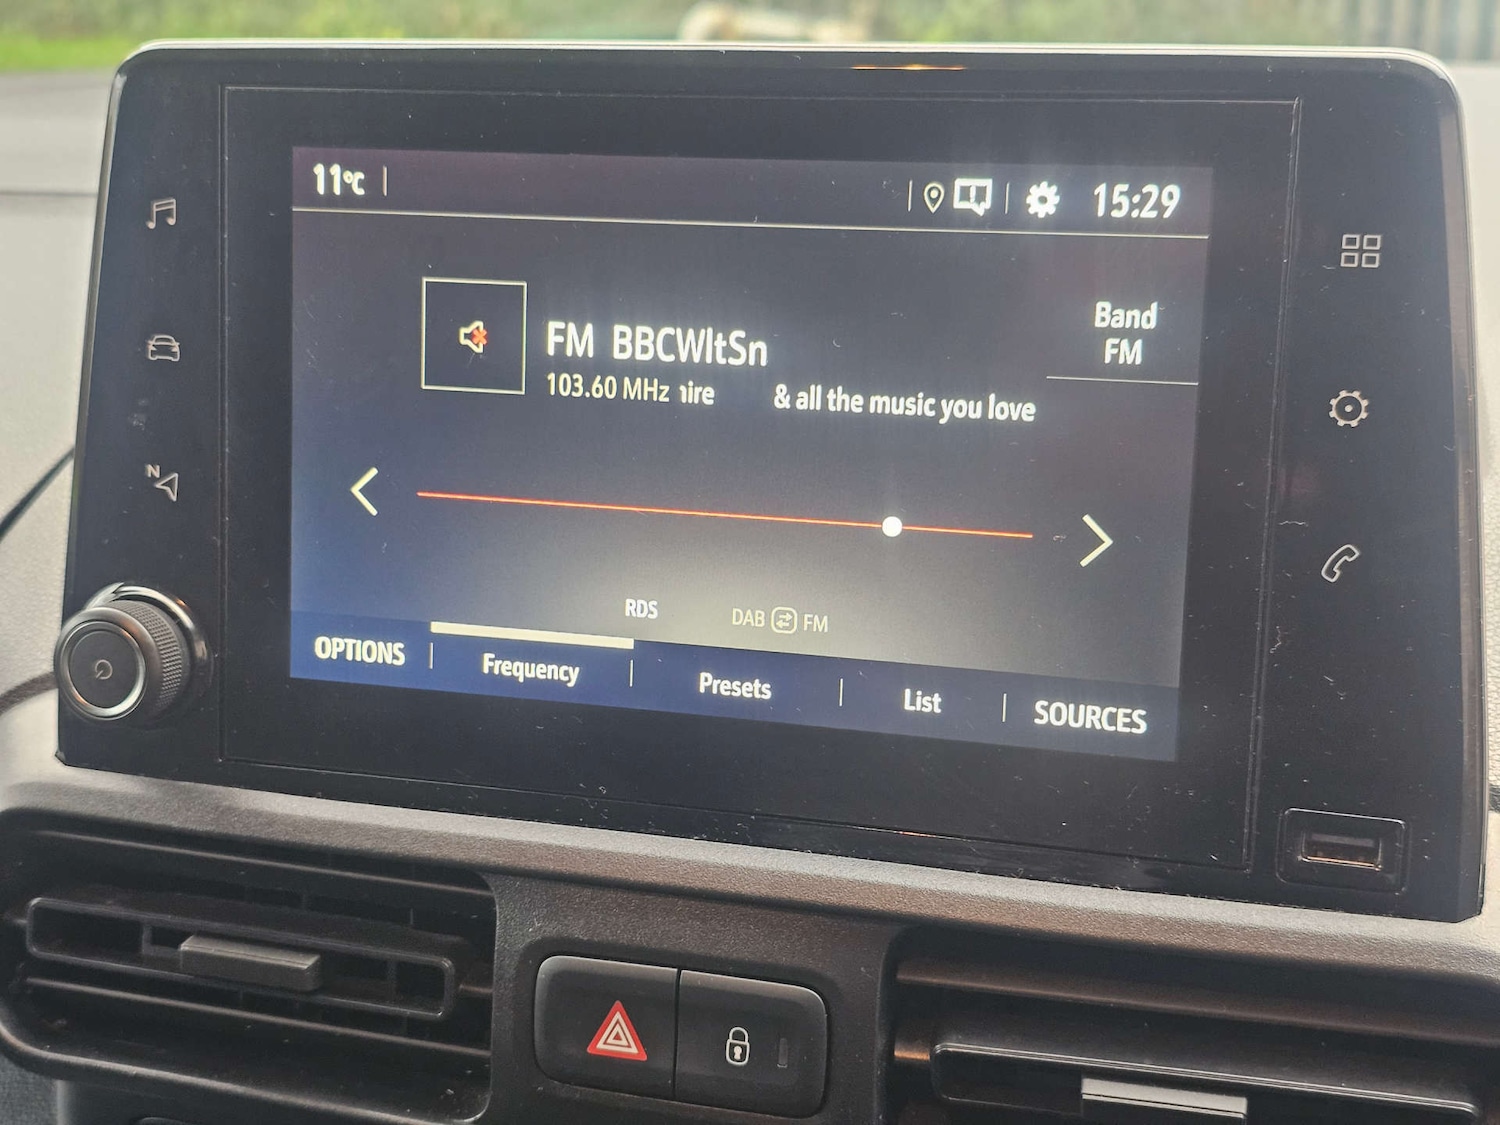 11°C 15:29
FM BBCWltSn
103.60 MHz ıire & all the music you love
Band
FM
N
RDS DAB FM
OPTIONS Frequency Presets List SOURCES